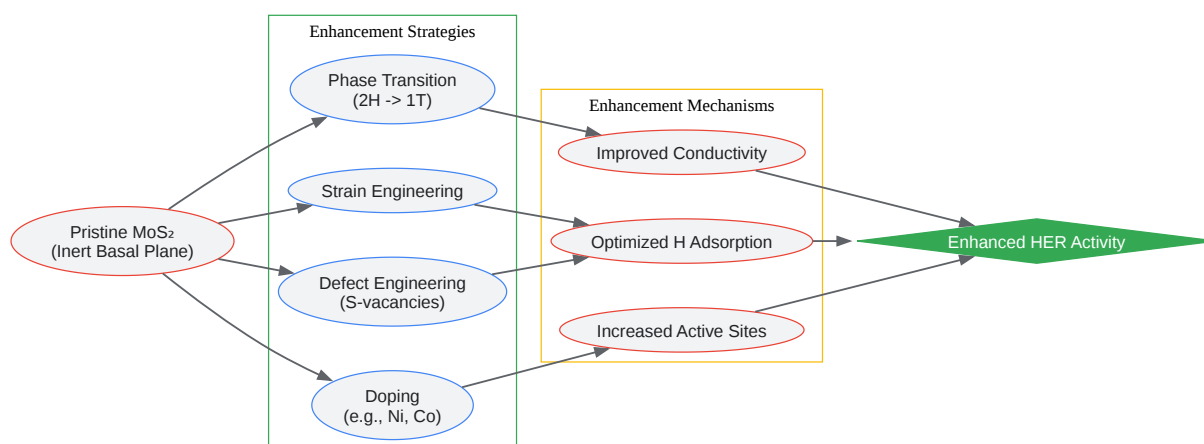 Enhancement Strategies
Phase Transition
(2H -> 1T)
Enhancement Mechanisms
Improved Conductivity
Strain Engineering
Pristine MoS₂
(Inert Basal Plane)
Optimized H Adsorption
Enhanced HER Activity
Defect Engineering
(S-vacancies)
Increased Active Sites
Doping
(e.g., Ni, Co)